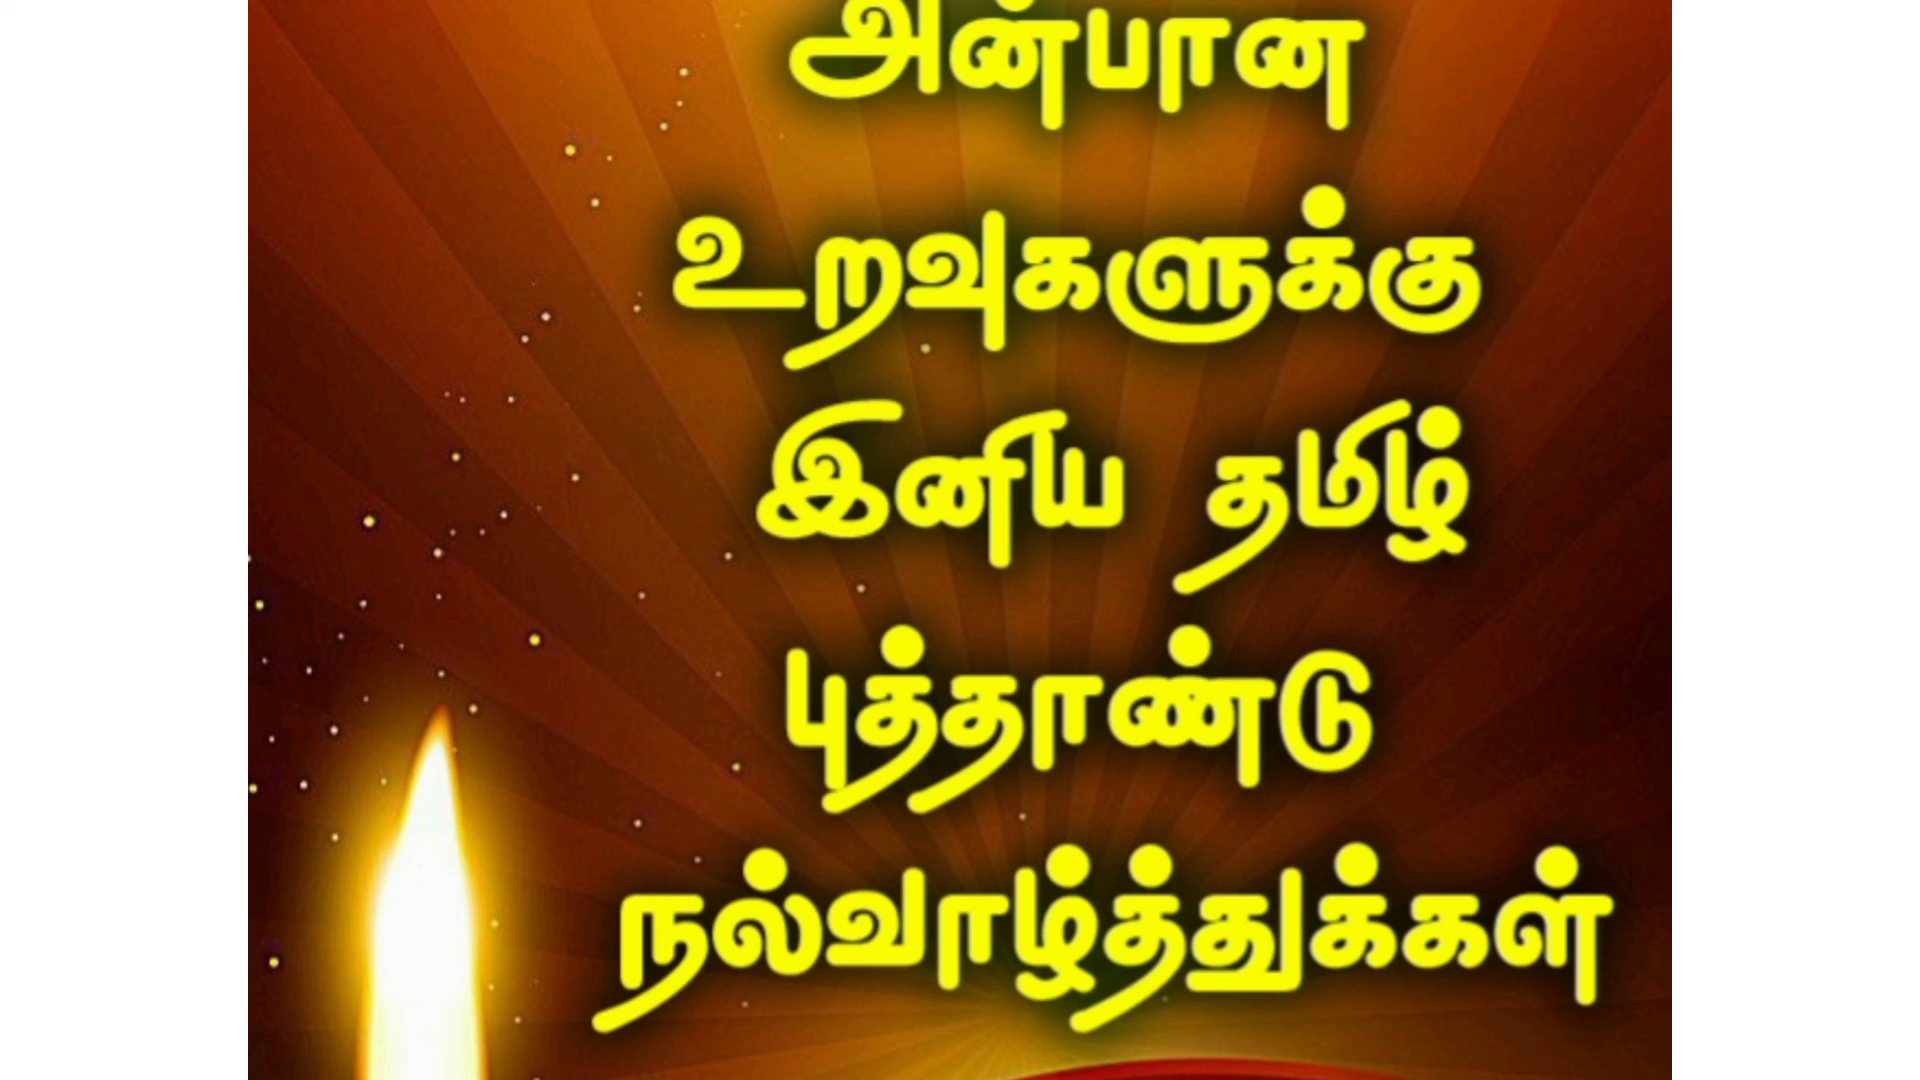 அன்பான
உறவுகளுக்கு
இனிய தமிழ்
புத்தாண்டு
நல்வாழ்த்துக்கள்